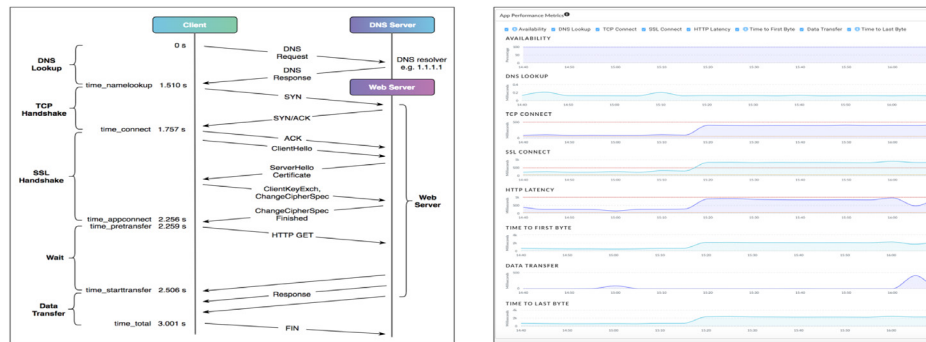 Client
DNS Server
0 s
DNS
Request
DNS
Lookup
DNS resolver
e.g. 1.1.1.1
DNS
Response
time_namelookup 1.510 s
Web Server
SYN
TCP
Handshake
SYN/ACK
time_connect 1.757 s
ACK
ClientHello
SSL
Handshake
ServerHello
Certificate
ClientKeyExch,
ChangeCipherSpec
Web
Server
ChangeCipherSpec
Finished
time_appconnect 2.256 s
time_pretransfer 2.259 s
HTTP GET
Wait
time_starttransfer 2.506 s
Response
Data
Transfer
time_total 3.001 s
FIN
App Performance Metrics
Availability DNS Lookup TCP Connect SSL Connect HTTP Latency Time to First Byte Data Transfer Time to Last Byte
AVAILABILITY
DNS LOOKUP
TCP CONNECT
SSL CONNECT
HTTP LATENCY
TIME TO FIRST BYTE
DATA TRANSFER
TIME TO LAST BYTE